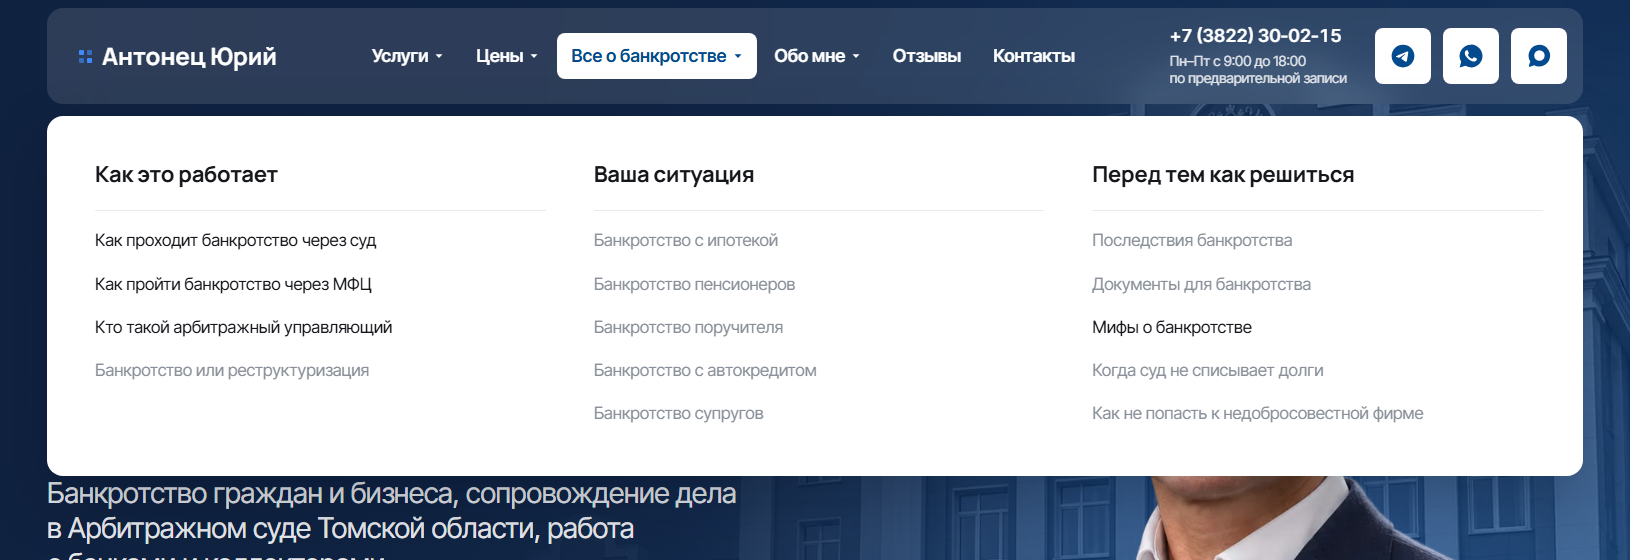 Антонец Юрий
Услуги
Цены
Все о банкротстве
Обо мне
Отзывы
Контакты
+7 (3822) 30-02-15
Пн–Пт с 9:00 до 18:00
по предварительной записи
Как это работает
Как проходит банкротство через суд
Как пройти банкротство через МФЦ
Кто такой арбитражный управляющий
Банкротство или реструктуризация
Ваша ситуация
Банкротство с ипотекой
Банкротство пенсионеров
Банкротство поручителя
Банкротство с автокредитом
Банкротство супругов
Перед тем как решиться
Последствия банкротства
Документы для банкротства
Мифы о банкротстве
Когда суд не списывает долги
Как не попасть к недобросовестной фирме
Банкротство граждан и бизнеса, сопровождение дела
в Арбитражном суде Томской области, работа
с банками и коллекторами